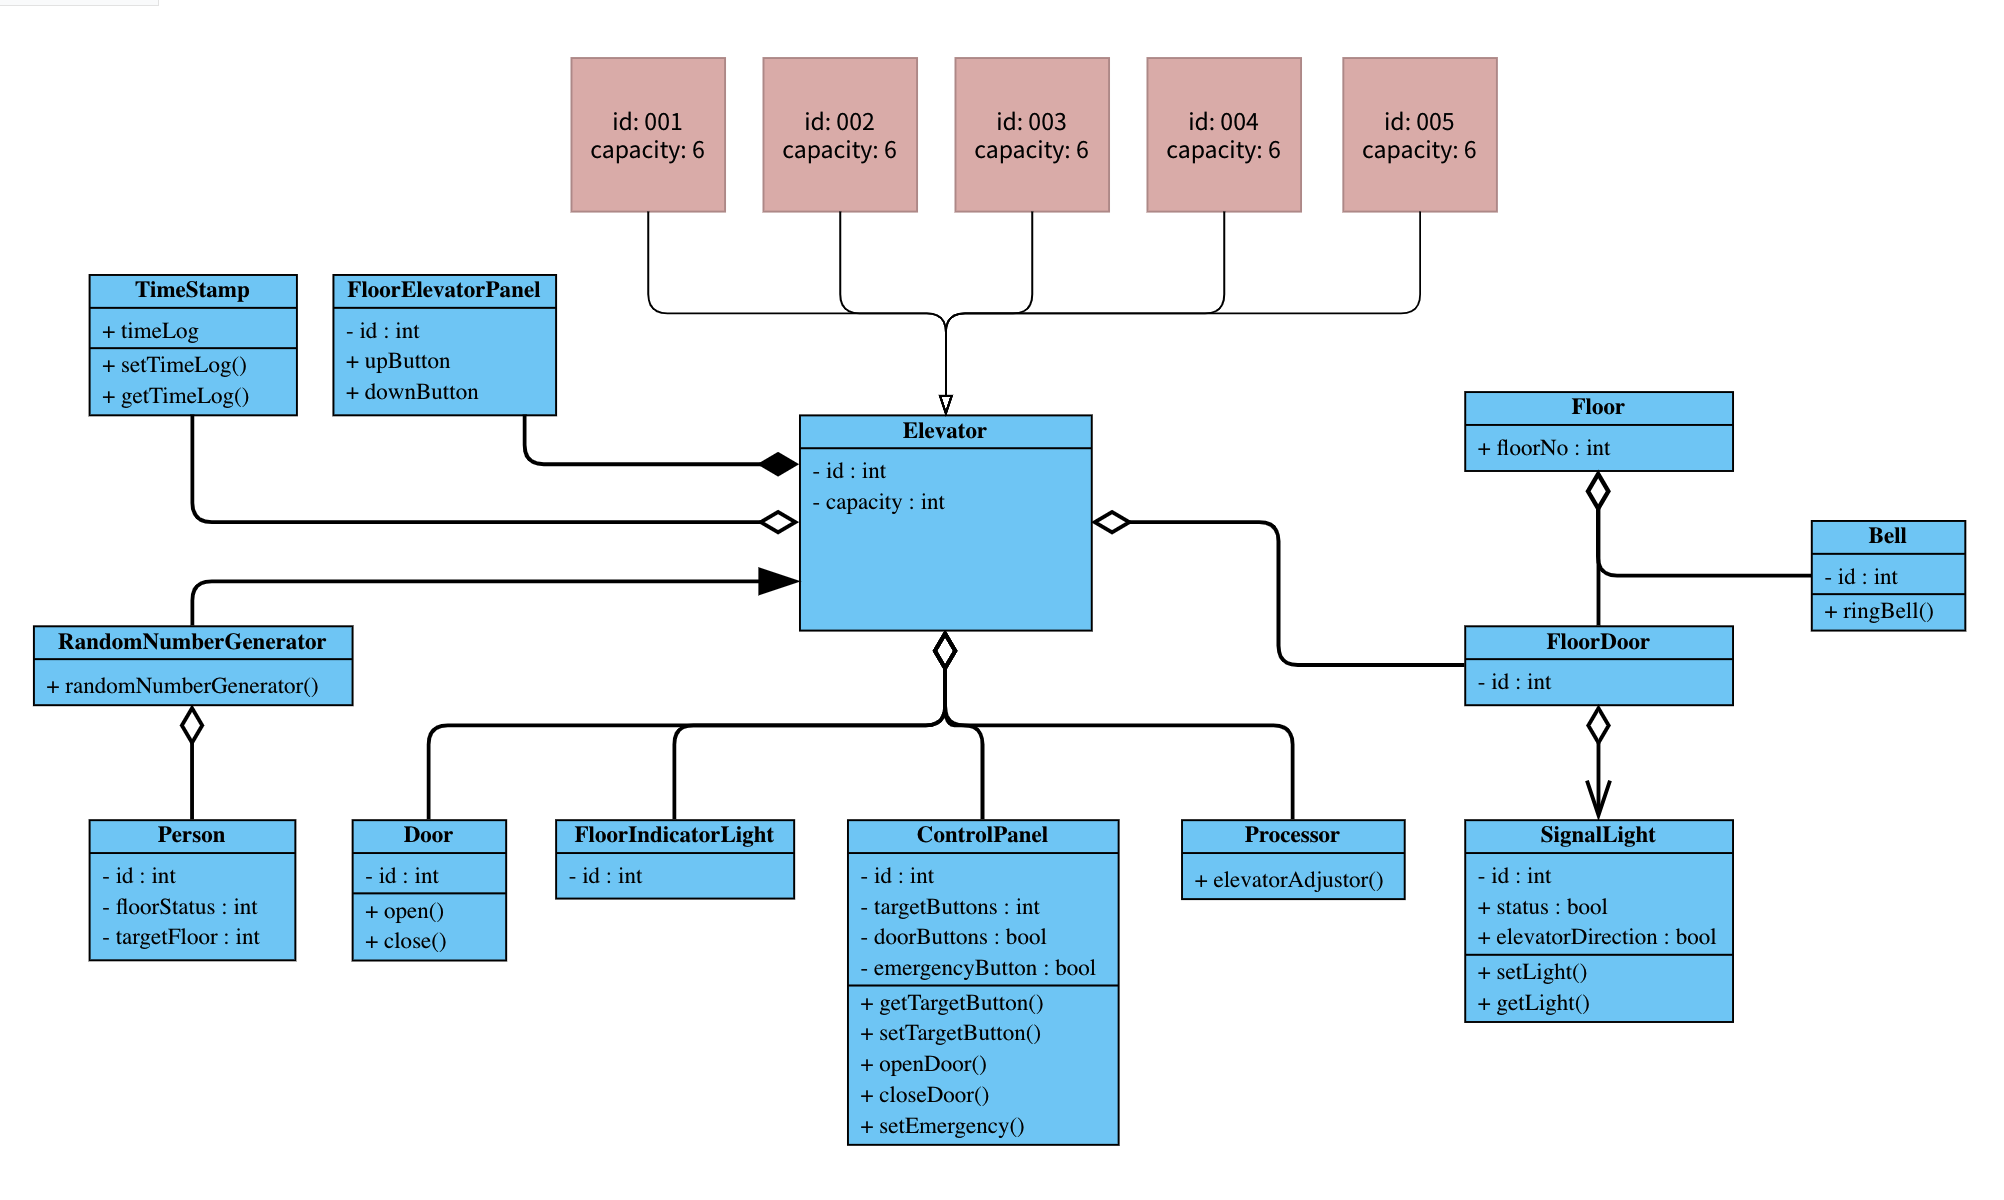 id: 001
capacity: 6
id: 002
capacity: 6
id: 003
capacity: 6
id: 004
capacity: 6
id: 005
capacity: 6
TimeStamp
+ timeLog
+ setTimeLog()
+ getTimeLog()
FloorElevatorPanel
- id : int
+ upButton
+ downButton
Elevator
- id : int
- capacity : int
Floor
+ floorNo : int
Bell
- id : int
+ ringBell()
RandomNumberGenerator
+ randomNumberGenerator()
FloorDoor
- id : int
Person
- id : int
- floorStatus : int
- targetFloor : int
Door
- id : int
+ open()
+ close()
FloorIndicatorLight
- id : int
ControlPanel
- id : int
- targetButtons : int
- doorButtons : bool
- emergencyButton : bool
+ getTargetButton()
+ setTargetButton()
+ openDoor()
+ closeDoor()
+ setEmergency()
Processor
+ elevatorAdjustor()
SignalLight
- id : int
+ status : bool
+ elevatorDirection : bool
+ setLight()
+ getLight()